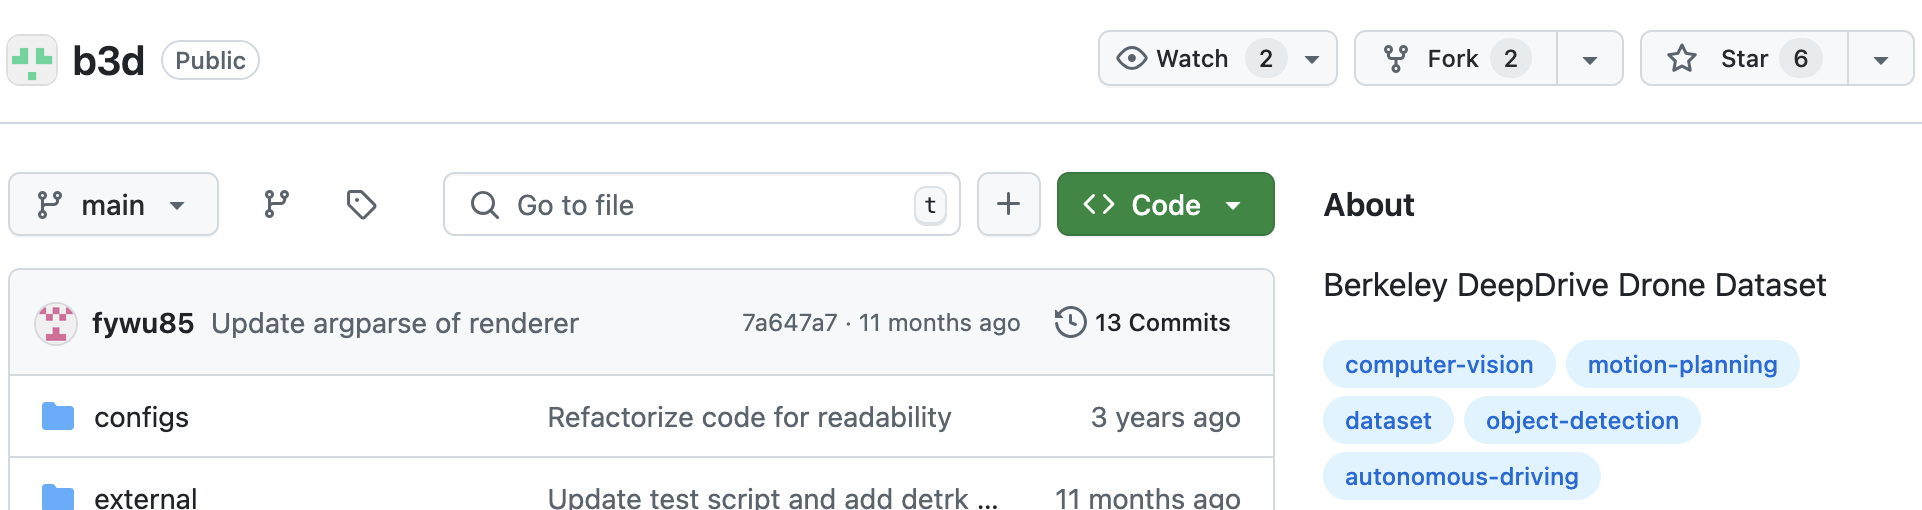 b3d Public Watch 2 Fork 2 Star 6
main Go to file t Code
About
Berkeley DeepDrive Drone Dataset
fywu85 Update argparse of renderer 7a647a7 · 11 months ago 13 Commits
computer-vision motion-planning
configs Refactorize code for readability 3 years ago
dataset object-detection
autonomous-driving
external Update test script and add detrk ... 11 months ago